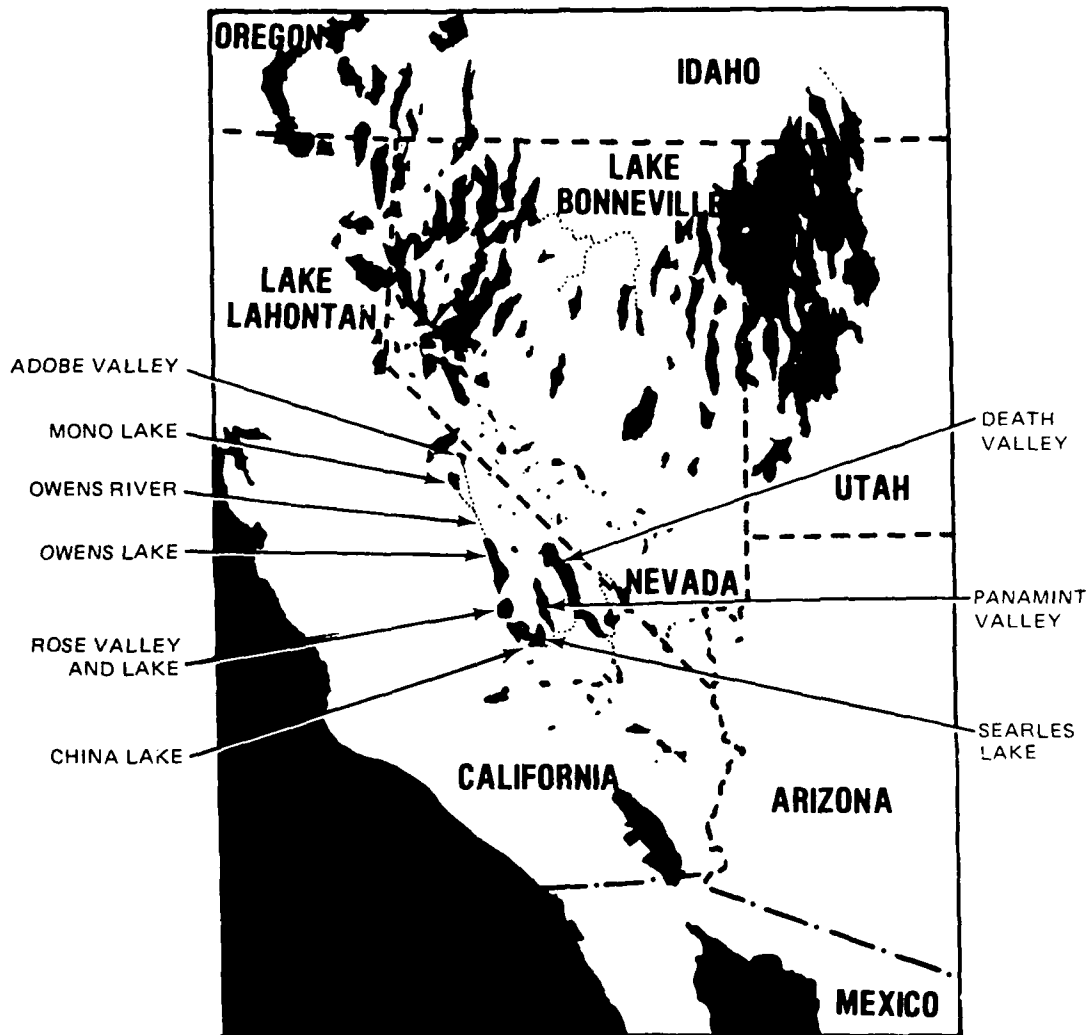 OREGON
IDAHO
LAKE
BONNEVILLE
LAKE
LAHONTAN
ADOBE VALLEY
MONO LAKE
OWENS RIVER
OWENS LAKE
ROSE VALLEY
AND LAKE
CHINA LAKE
DEATH
VALLEY
UTAH
NEVADA
PANAMINT
VALLEY
SEARLES
LAKE
CALIFORNIA
ARIZONA
MEXICO